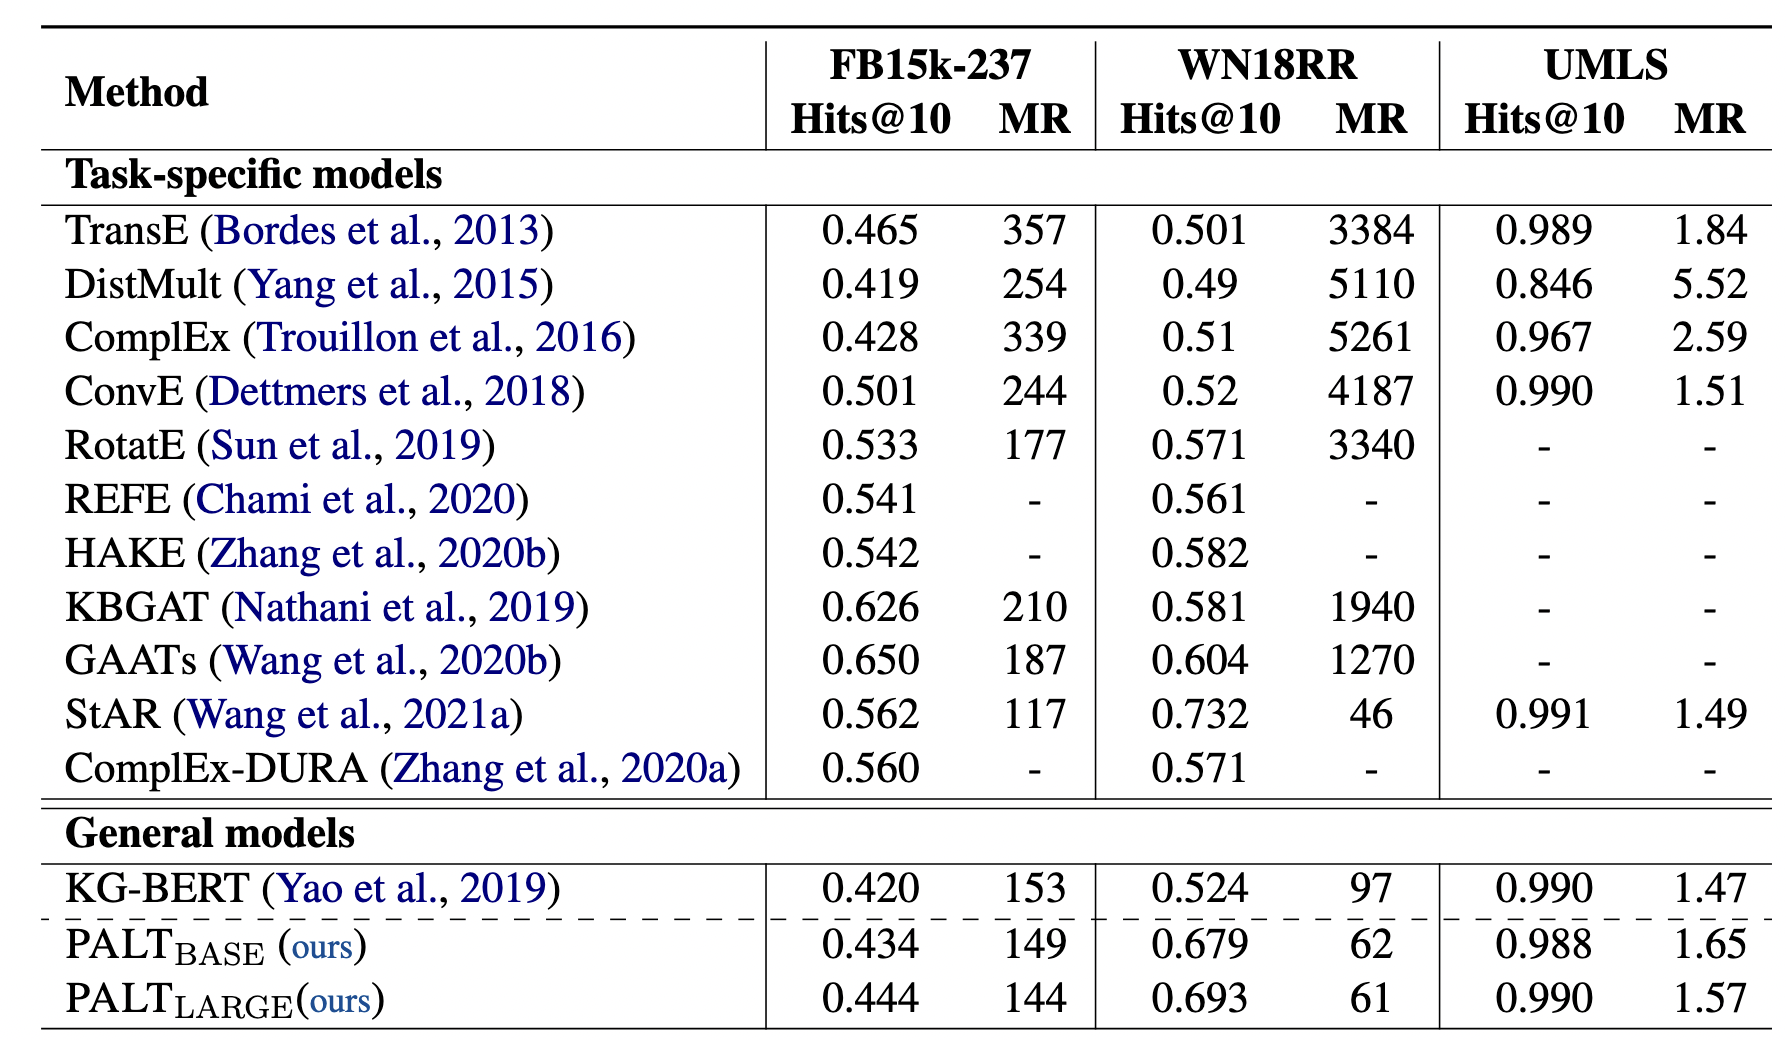 Method FB15k-237 WN18RR UMLS
Hits@10 MR Hits@10 MR Hits@10 MR
Task-specific models
TransE (Bordes et al., 2013) 0.465 357 0.501 3384 0.989 1.84
DistMult (Yang et al., 2015) 0.419 254 0.49 5110 0.846 5.52
ComplEx (Trouillon et al., 2016) 0.428 339 0.51 5261 0.967 2.59
ConvE (Dettmers et al., 2018) 0.501 244 0.52 4187 0.990 1.51
RotatE (Sun et al., 2019) 0.533 177 0.571 3340 - -
REFE (Chami et al., 2020) 0.541 - 0.561 - - -
HAKE (Zhang et al., 2020b) 0.542 - 0.582 - - -
KBGAT (Nathani et al., 2019) 0.626 210 0.581 1940 - -
GAATs (Wang et al., 2020b) 0.650 187 0.604 1270 - -
StAR (Wang et al., 2021a) 0.562 117 0.732 46 0.991 1.49
ComplEx-DURA (Zhang et al., 2020a) 0.560 - 0.571 - - -
General models
KG-BERT (Yao et al., 2019) 0.420 153 0.524 97 0.990 1.47
PALTBASE (ours) 0.434 149 0.679 62 0.988 1.65
PALTLARGE(ours) 0.444 144 0.693 61 0.990 1.57